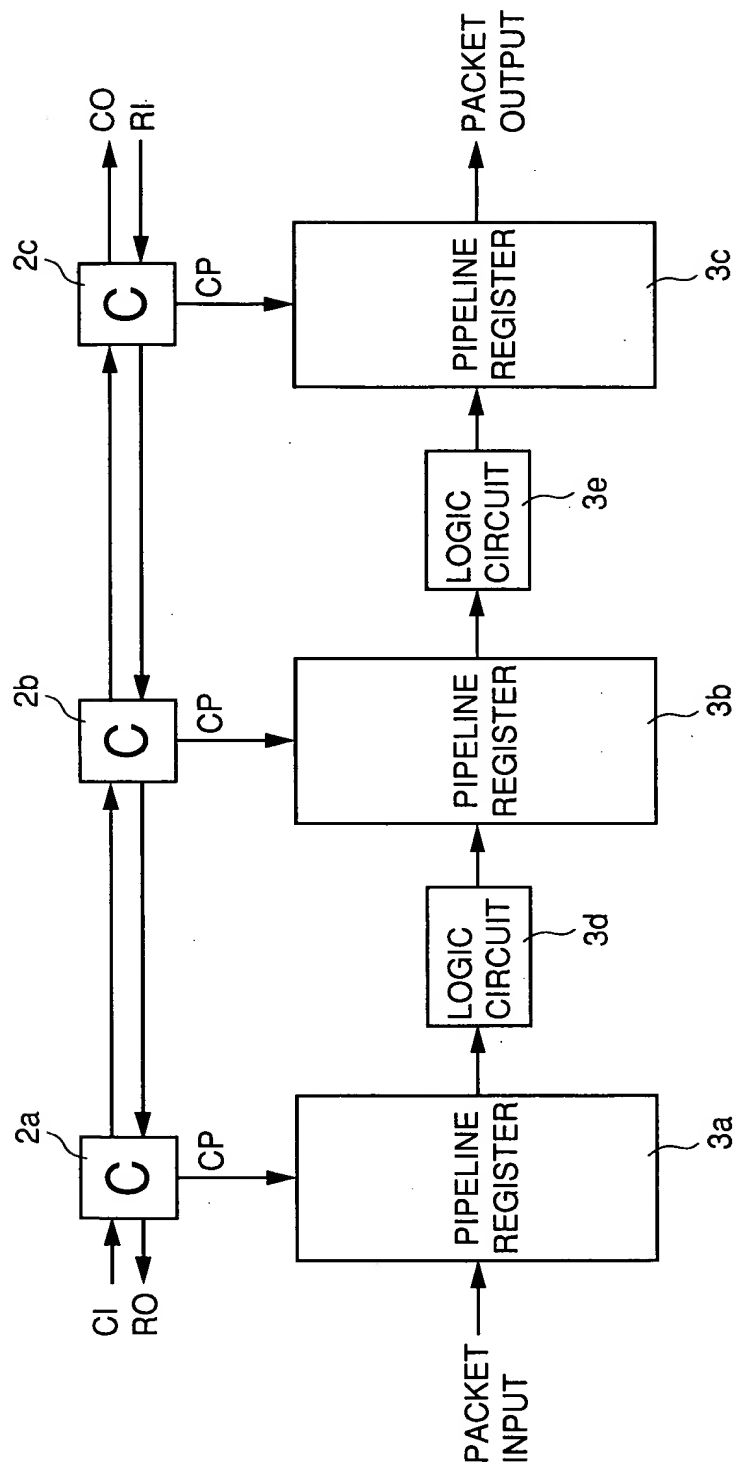 2a
2b
2c
CI
RO
C
C
C
CO
RI
CP
CP
CP
PACKET
INPUT
PIPELINE
REGISTER
LOGIC
CIRCUIT
PIPELINE
REGISTER
LOGIC
CIRCUIT
PIPELINE
REGISTER
PACKET
OUTPUT
3a
3d
3b
3e
3c